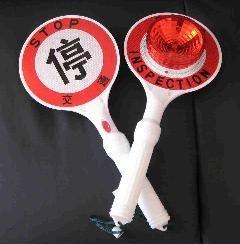 STOP
停
交通
INSPECTION